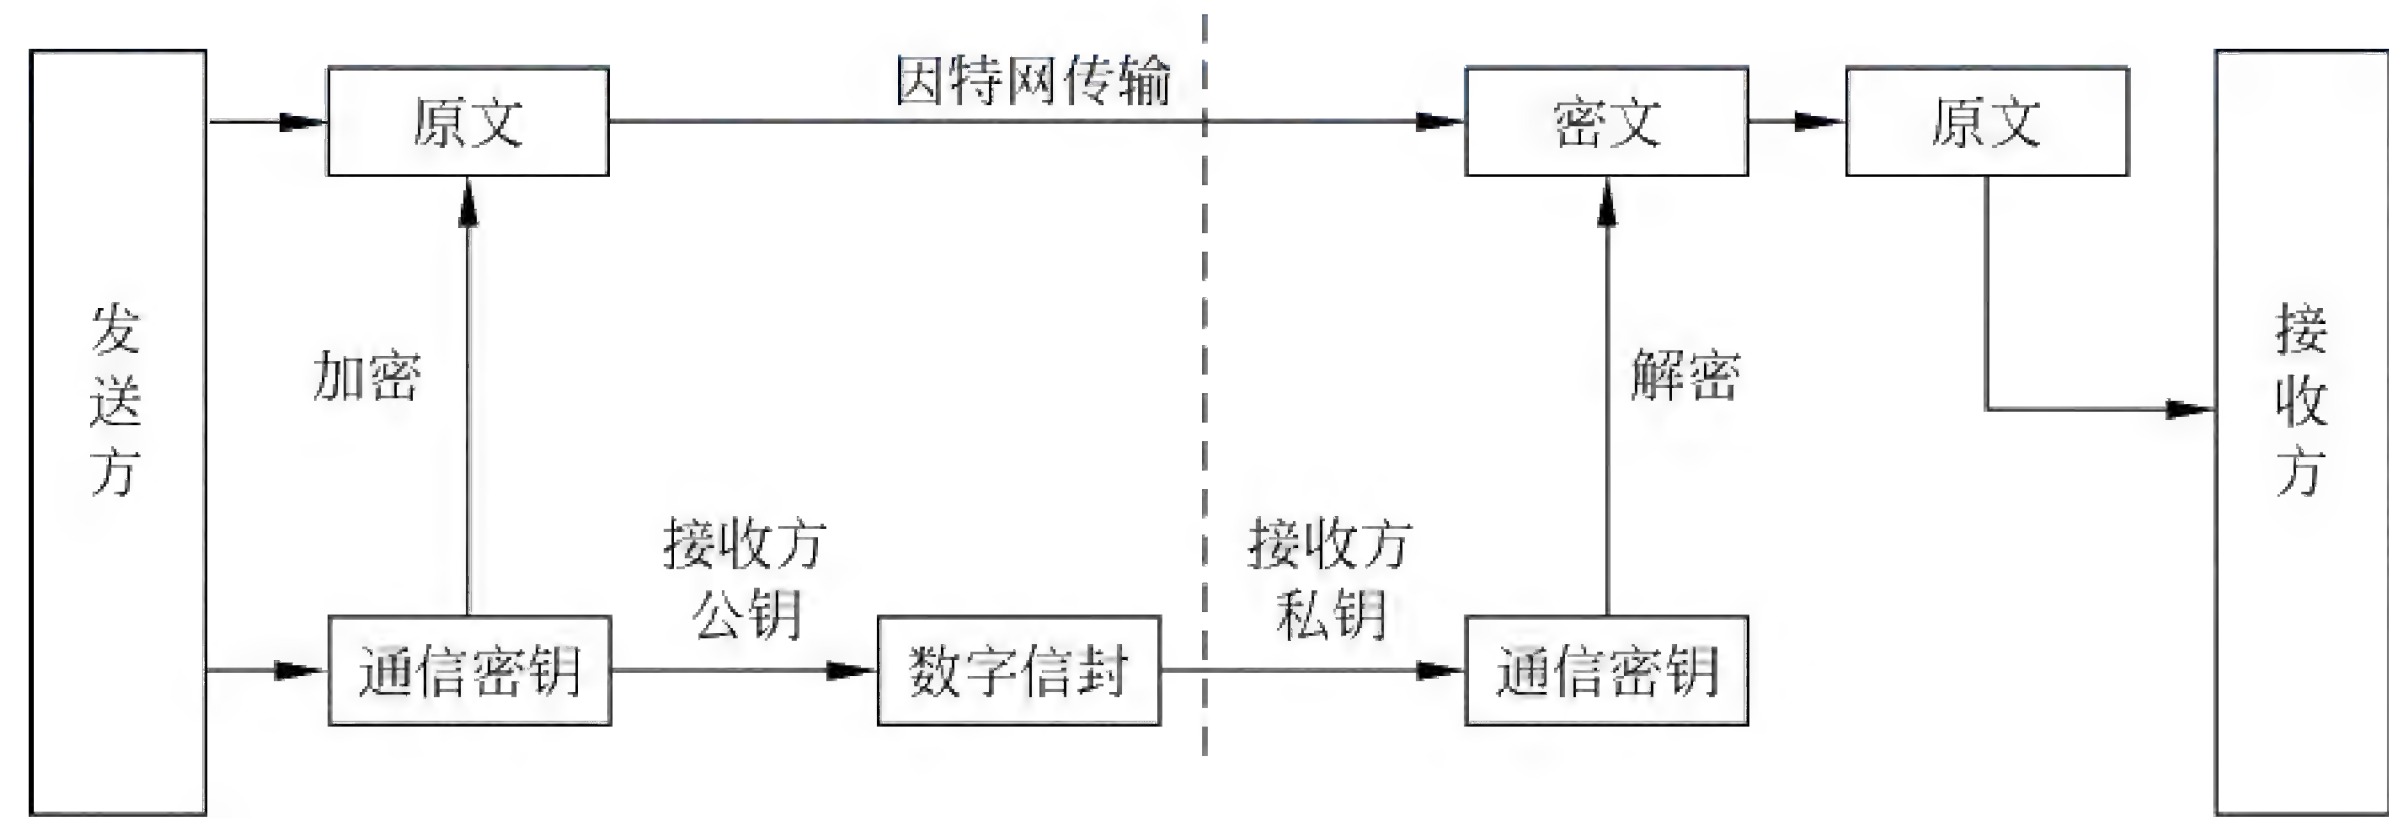 发送方
原文
因特网传输
密文
原文
加密
解密
接收方
接收方
公钥
接收方
私钥
通信密钥
数字信封
通信密钥